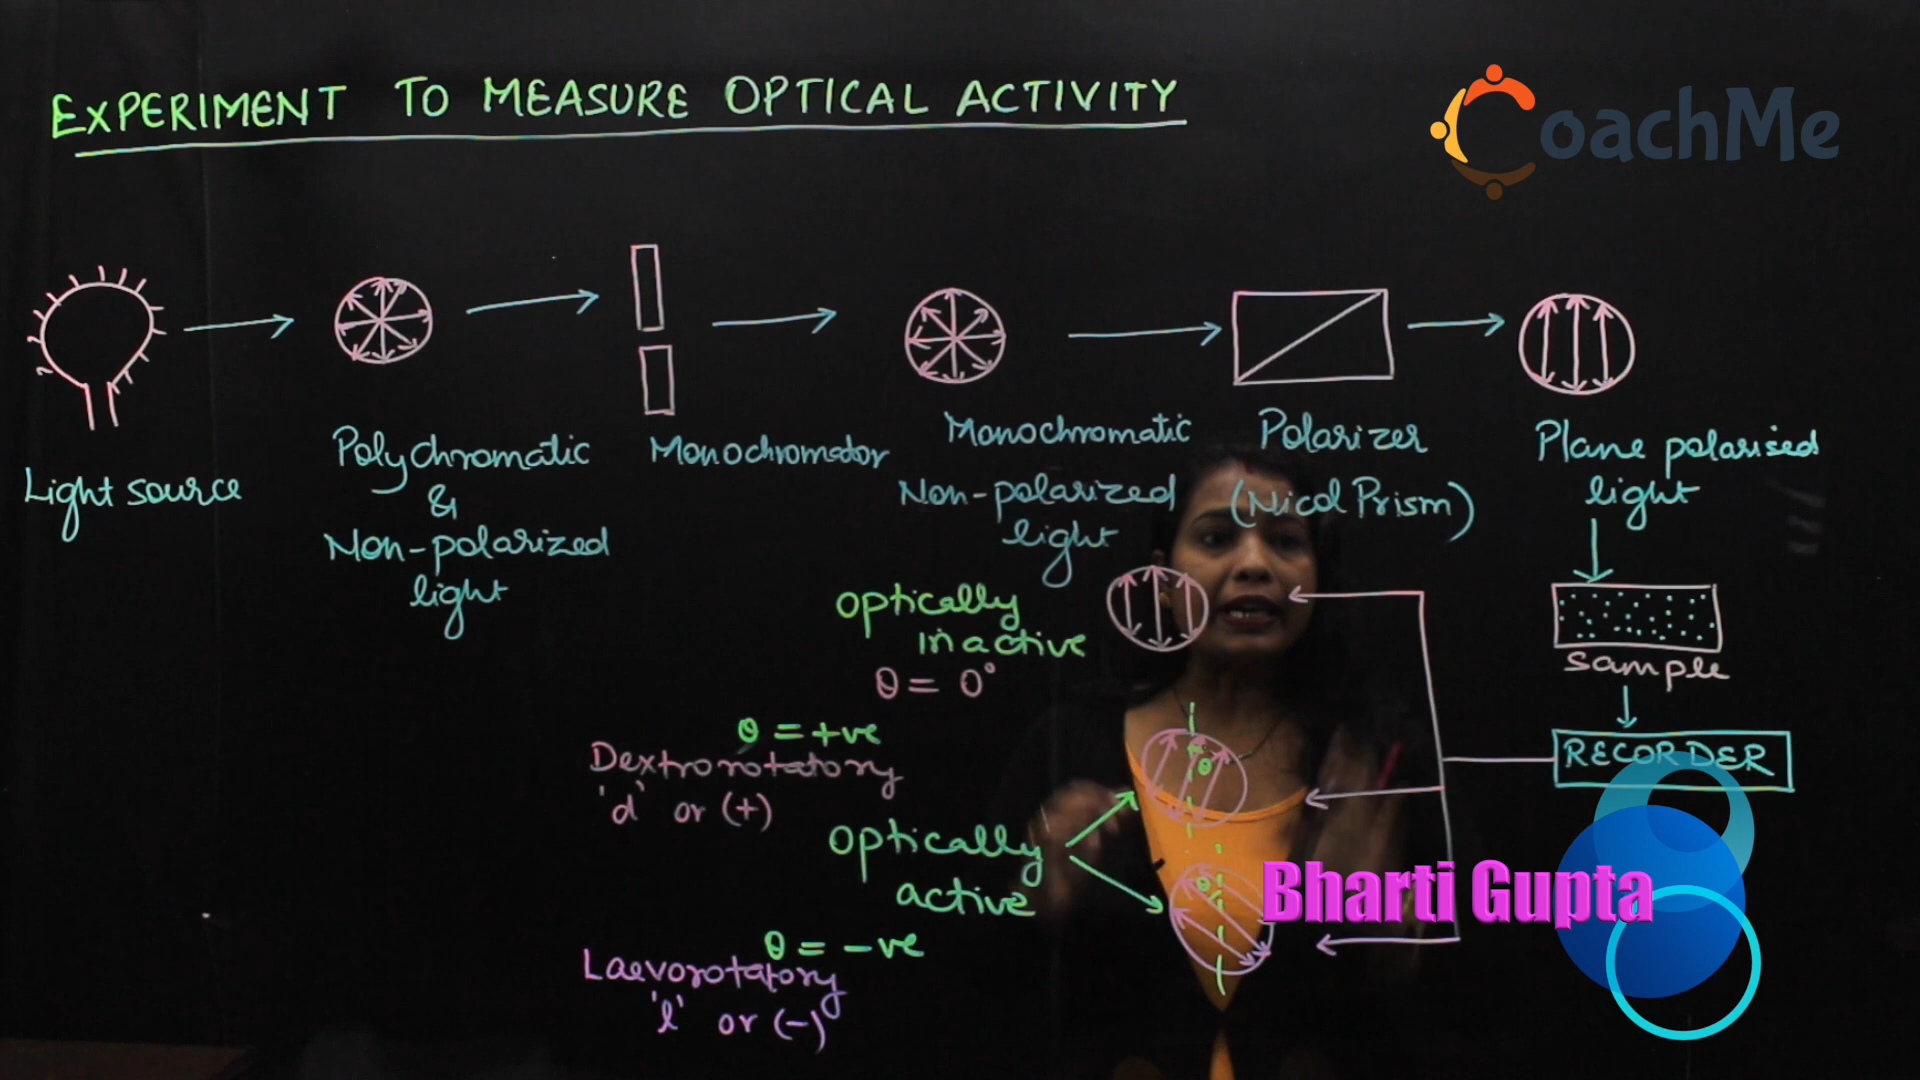 EXPERIMENT TO MEASURE OPTICAL ACTIVITY
CoachMe
Light source
Polychromatic
&
Non-polarized
light
Monochromator
Monochromatic
Non-polarized
light
Polarizer
(Nicol Prism)
Plane polarised
light
sample
RECORDER
optically
inactive
θ = 0°
θ = +ve
Dextrorotatory
'd' or (+)
θ
optically
active
θ
θ = -ve
Laevorotatory
'l' or (-)
Bharti Gupta